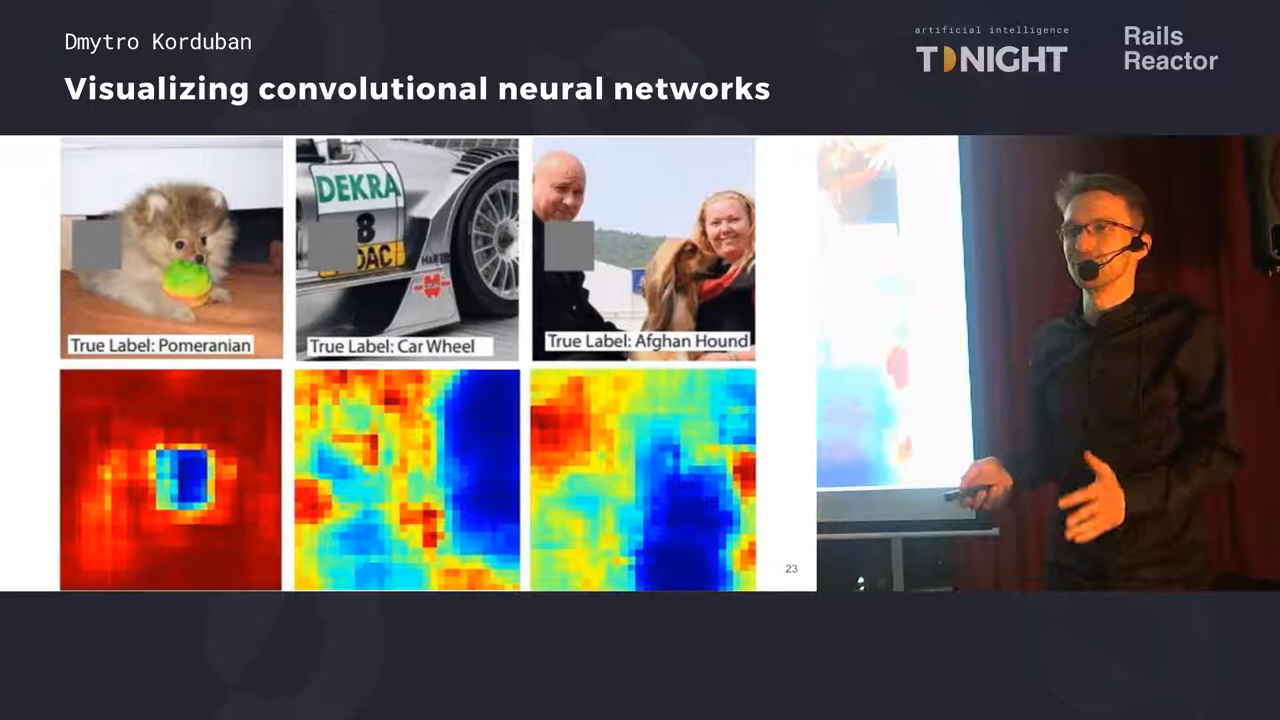 Dmytro Korduban
Visualizing convolutional neural networks
artificial intelligence
TONIGHT
Rails
Reactor
DEKRA
8
DAC
True Label: Pomeranian
True Label: Car Wheel
True Label: Afghan Hound
23